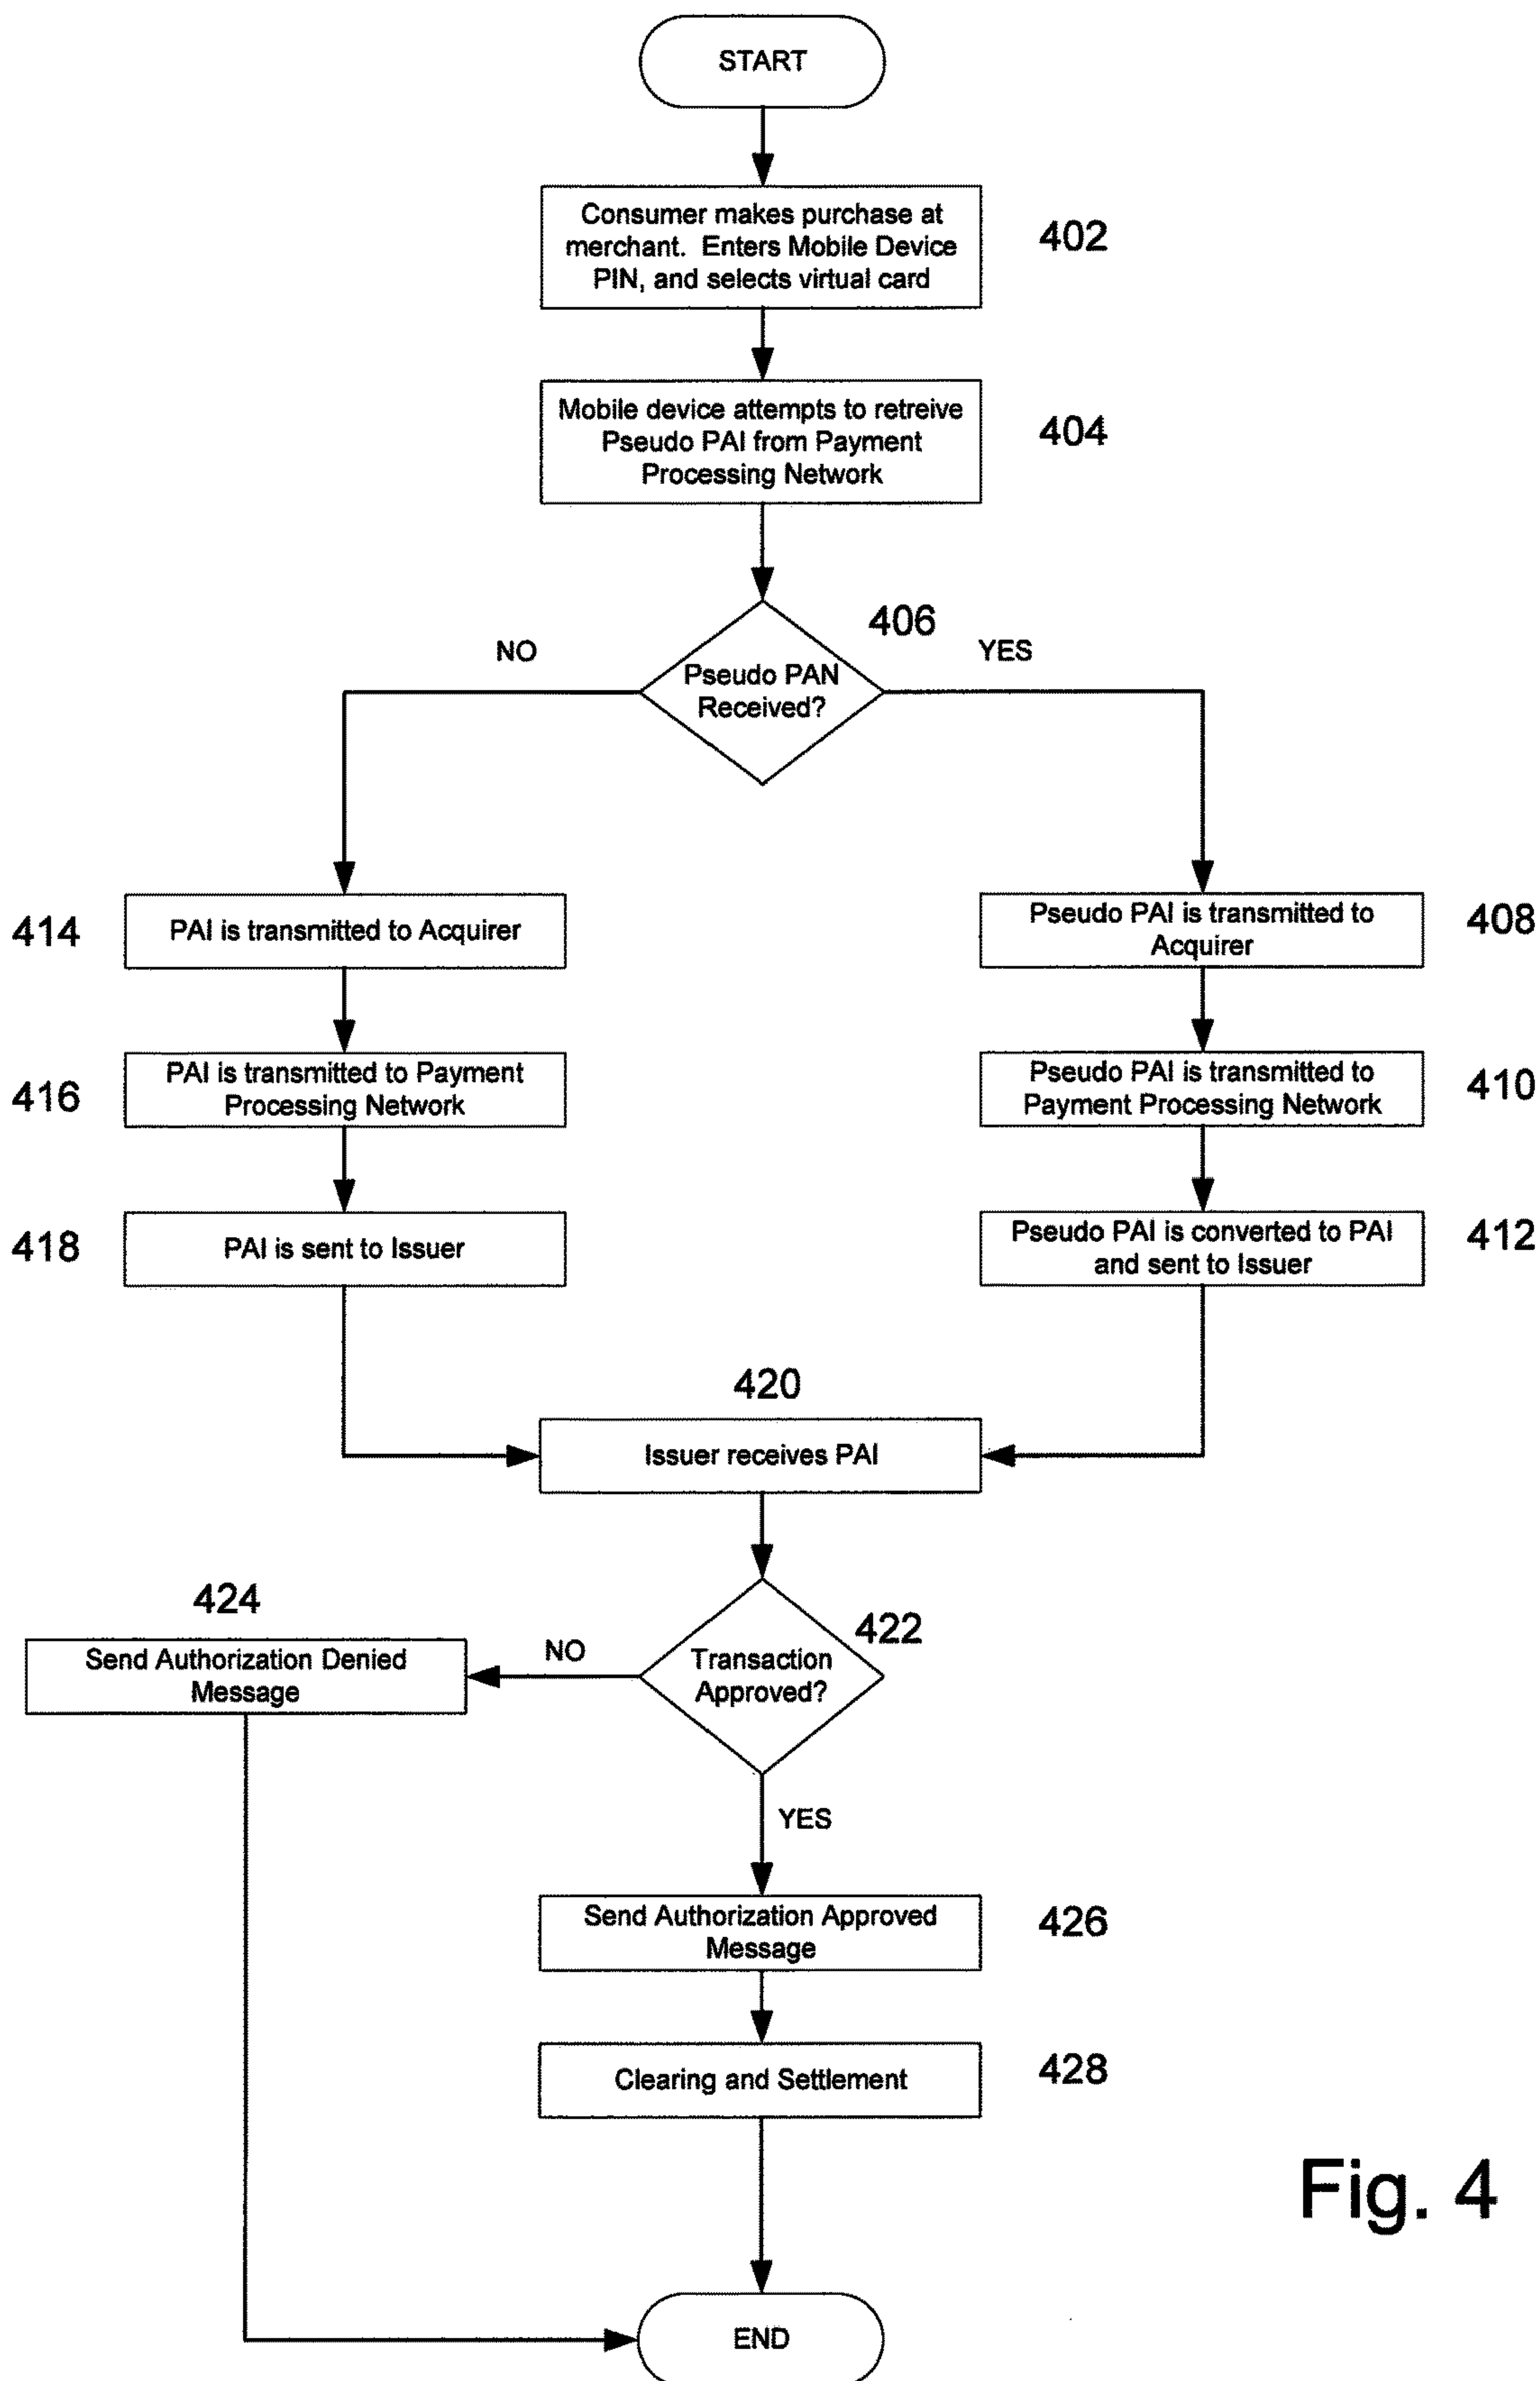 START
Consumer makes purchase at
merchant. Enters Mobile Device
PIN, and selects virtual card
402
Mobile device attempts to retreive
Pseudo PAI from Payment
Processing Network
404
406
NO
YES
Pseudo PAN
Received?
414
PAI is transmitted to Acquirer
Pseudo PAI is transmitted to
Acquirer
408
416
PAI is transmitted to Payment
Processing Network
Pseudo PAI is transmitted to
Payment Processing Network
410
418
PAI is sent to Issuer
Pseudo PAI is converted to PAI
and sent to Issuer
412
420
Issuer receives PAI
424
Send Authorization Denied
Message
NO
422
Transaction
Approved?
YES
Send Authorization Approved
Message
426
Clearing and Settlement
428
Fig. 4
END